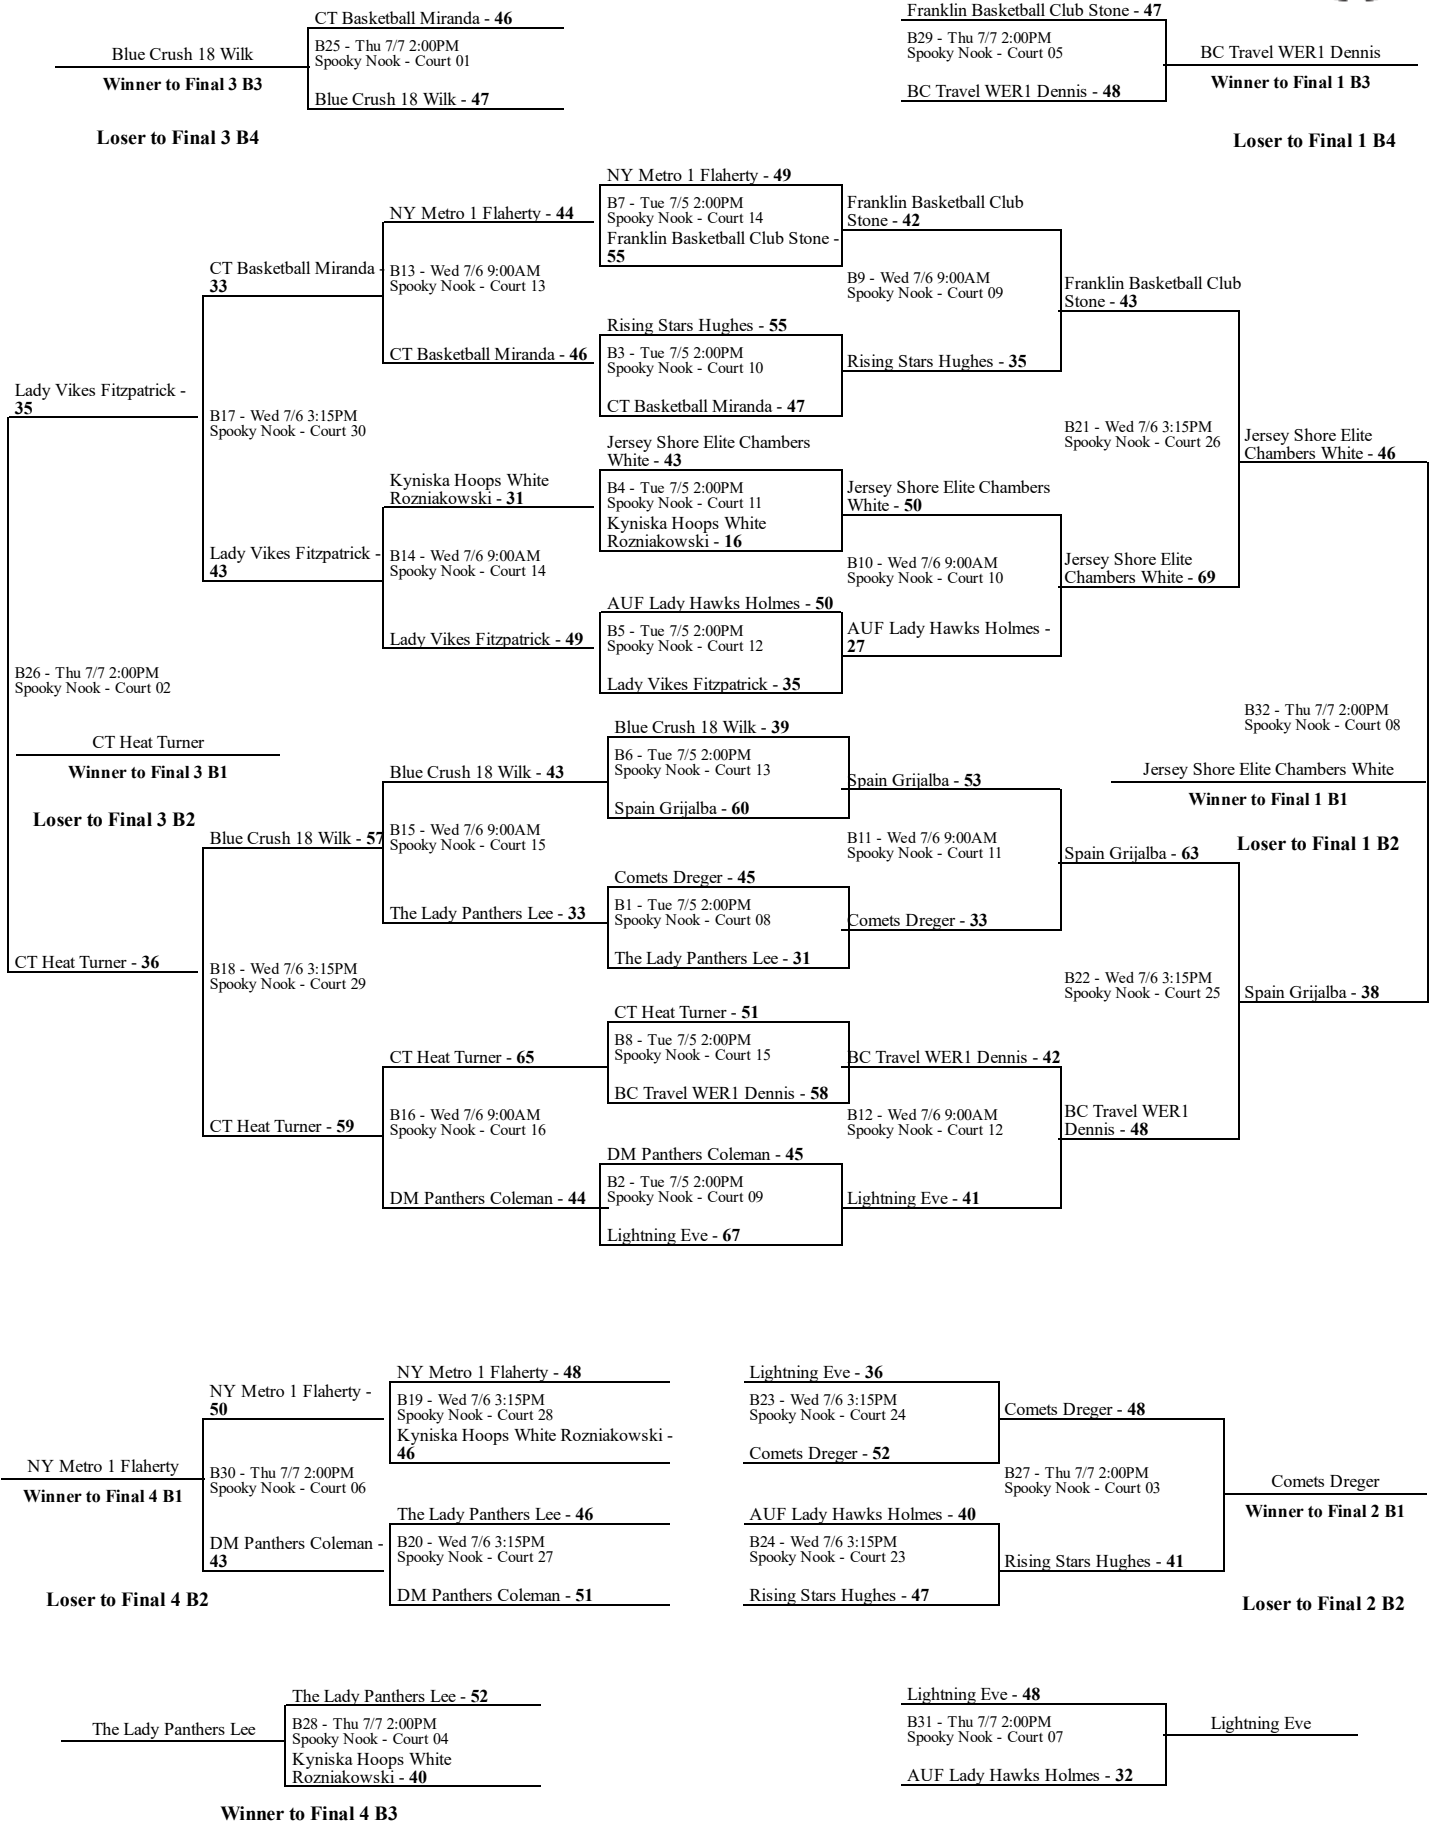 CT Basketball Miranda - 46
B25 - Thu 7/7 2:00PM
Spooky Nook - Court 01
Blue Crush 18 Wilk - 47
Blue Crush 18 Wilk
Winner to Final 3 B3
Loser to Final 3 B4
Franklin Basketball Club Stone - 47
B29 - Thu 7/7 2:00PM
Spooky Nook - Court 05
BC Travel WER1 Dennis - 48
BC Travel WER1 Dennis
Winner to Final 1 B3
Loser to Final 1 B4
NY Metro 1 Flaherty - 49
B7 - Tue 7/5 2:00PM
Spooky Nook - Court 14
Franklin Basketball Club Stone -
55
Rising Stars Hughes - 55
B3 - Tue 7/5 2:00PM
Spooky Nook - Court 10
CT Basketball Miranda - 47
Jersey Shore Elite Chambers
White - 43
B4 - Tue 7/5 2:00PM
Spooky Nook - Court 11
Kyniska Hoops White
Rozniakowski - 16
AUF Lady Hawks Holmes - 50
B5 - Tue 7/5 2:00PM
Spooky Nook - Court 12
Lady Vikes Fitzpatrick - 35
Blue Crush 18 Wilk - 39
B6 - Tue 7/5 2:00PM
Spooky Nook - Court 13
Spain Grijalba - 60
Comets Dreger - 45
B1 - Tue 7/5 2:00PM
Spooky Nook - Court 08
The Lady Panthers Lee - 31
CT Heat Turner - 51
B8 - Tue 7/5 2:00PM
Spooky Nook - Court 15
BC Travel WER1 Dennis - 58
DM Panthers Coleman - 45
B2 - Tue 7/5 2:00PM
Spooky Nook - Court 09
Lightning Eve - 67
NY Metro 1 Flaherty - 44
B13 - Wed 7/6 9:00AM
Spooky Nook - Court 13
CT Basketball Miranda - 46
Kyniska Hoops White
Rozniakowski - 31
B14 - Wed 7/6 9:00AM
Spooky Nook - Court 14
Lady Vikes Fitzpatrick - 49
Blue Crush 18 Wilk - 43
B15 - Wed 7/6 9:00AM
Spooky Nook - Court 15
The Lady Panthers Lee - 33
CT Heat Turner - 65
B16 - Wed 7/6 9:00AM
Spooky Nook - Court 16
DM Panthers Coleman - 44
CT Basketball Miranda -
33
B17 - Wed 7/6 3:15PM
Spooky Nook - Court 30
Lady Vikes Fitzpatrick -
43
Blue Crush 18 Wilk - 57
B18 - Wed 7/6 3:15PM
Spooky Nook - Court 29
CT Heat Turner - 59
Lady Vikes Fitzpatrick -
35
B26 - Thu 7/7 2:00PM
Spooky Nook - Court 02
CT Heat Turner
Winner to Final 3 B1
Loser to Final 3 B2
CT Heat Turner - 36
Franklin Basketball Club
Stone - 42
B9 - Wed 7/6 9:00AM
Spooky Nook - Court 09
Rising Stars Hughes - 35
Jersey Shore Elite Chambers
White - 50
B10 - Wed 7/6 9:00AM
Spooky Nook - Court 10
AUF Lady Hawks Holmes -
27
Spain Grijalba - 53
B11 - Wed 7/6 9:00AM
Spooky Nook - Court 11
Comets Dreger - 33
BC Travel WER1 Dennis - 42
B12 - Wed 7/6 9:00AM
Spooky Nook - Court 12
Lightning Eve - 41
Franklin Basketball Club
Stone - 43
B21 - Wed 7/6 3:15PM
Spooky Nook - Court 26
Jersey Shore Elite
Chambers White - 69
Spain Grijalba - 63
B22 - Wed 7/6 3:15PM
Spooky Nook - Court 25
BC Travel WER1
Dennis - 48
Jersey Shore Elite
Chambers White - 46
B32 - Thu 7/7 2:00PM
Spooky Nook - Court 08
Jersey Shore Elite Chambers White
Winner to Final 1 B1
Loser to Final 1 B2
Spain Grijalba - 38
NY Metro 1 Flaherty - 48
B19 - Wed 7/6 3:15PM
Spooky Nook - Court 28
Kyniska Hoops White Rozniakowski -
46
The Lady Panthers Lee - 46
B20 - Wed 7/6 3:15PM
Spooky Nook - Court 27
DM Panthers Coleman - 51
NY Metro 1 Flaherty -
50
B30 - Thu 7/7 2:00PM
Spooky Nook - Court 06
DM Panthers Coleman -
43
NY Metro 1 Flaherty
Winner to Final 4 B1
Loser to Final 4 B2
Lightning Eve - 36
B23 - Wed 7/6 3:15PM
Spooky Nook - Court 24
Comets Dreger - 52
AUF Lady Hawks Holmes - 40
B24 - Wed 7/6 3:15PM
Spooky Nook - Court 23
Rising Stars Hughes - 47
Comets Dreger - 48
B27 - Thu 7/7 2:00PM
Spooky Nook - Court 03
Rising Stars Hughes - 41
Comets Dreger
Winner to Final 2 B1
Loser to Final 2 B2
The Lady Panthers Lee - 52
B28 - Thu 7/7 2:00PM
Spooky Nook - Court 04
Kyniska Hoops White
Rozniakowski - 40
The Lady Panthers Lee
Winner to Final 4 B3
Lightning Eve - 48
B31 - Thu 7/7 2:00PM
Spooky Nook - Court 07
AUF Lady Hawks Holmes - 32
Lightning Eve